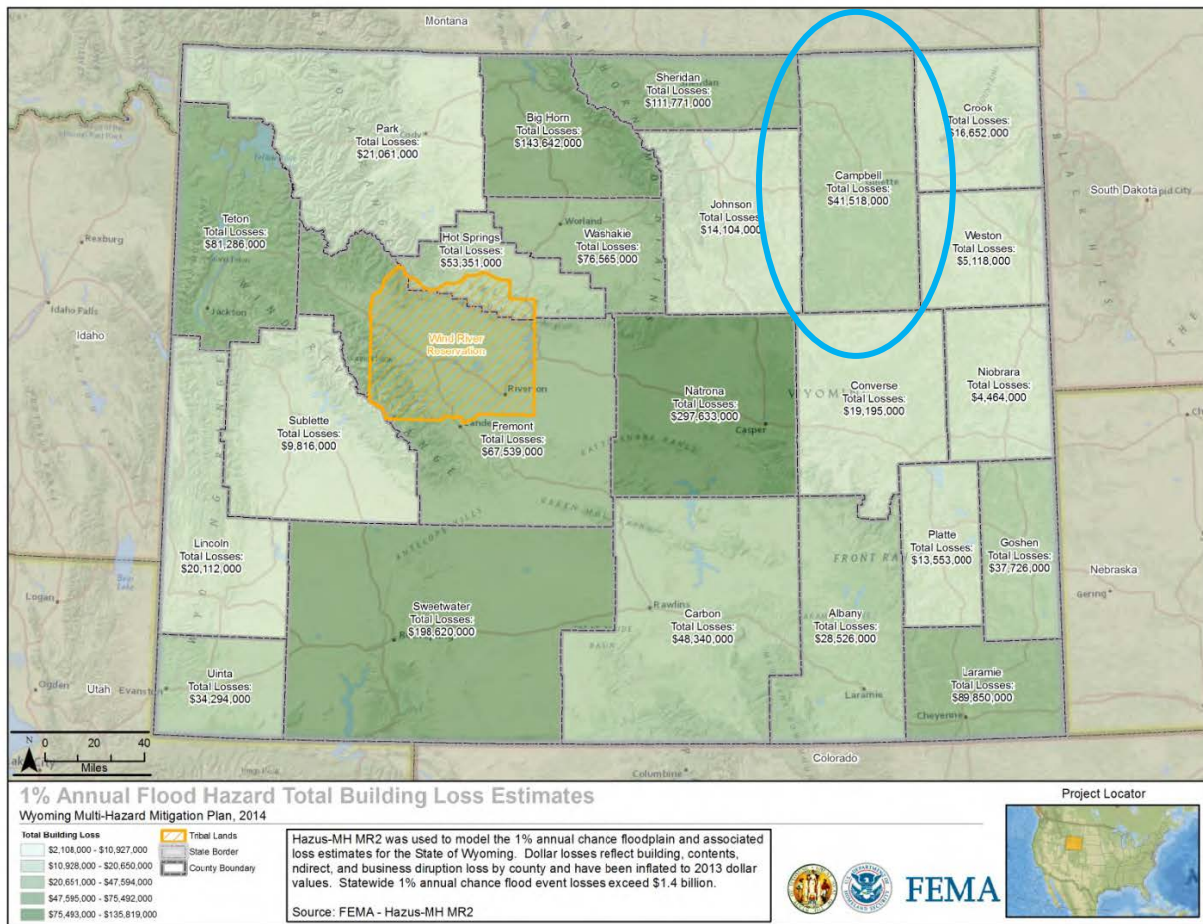 Montana
Sheridan
Total Losses:
$111,771,000
Park
Total Losses:
$21,061,000
Cody
Big Horn
Total Losses:
$143,642,000
Crook
Total Losses:
$16,652,000
Campbell
Total Losses:
$41,518,000
South Dakota
Johnson
Total Losses:
$14,104,000
Teton
Total Losses:
$81,286,000
Rexburg
Worland
Washakie
Total Losses:
$76,565,000
Hot Springs
Total Losses:
$53,351,000
Weston
Total Losses:
$5,118,000
Idaho Falls
Idaho
Jackson
Wind River
Reservation
Riverton
Natrona
Total Losses:
$297,633,000
Casper
WYOMING
Converse
Total Losses:
$19,195,000
Niobrara
Total Losses:
$4,464,000
Sublette
Total Losses:
$9,816,000
Fremont
Total Losses:
$67,539,000
RATTLESNAKE RANGE
ANTELOPE HILLS
Lincoln
Total Losses:
$20,112,000
Platte
Total Losses:
$13,553,000
Goshen
Total Losses:
$37,726,000
FRONT RA
Nebraska
Gering
Logan
Sweetwater
Total Losses:
$198,620,000
Rawlins
Carbon
Total Losses:
$48,340,000
Albany
Total Losses:
$28,526,000
Uinta
Total Losses:
$34,294,000
Laramie
Total Losses:
$89,850,000
Ogden
Utah
Evanston
Laramie
Cheyenne
Colorado
Columbine
N
0 20 40
Miles
1% Annual Flood Hazard Total Building Loss Estimates
Wyoming Multi-Hazard Mitigation Plan, 2014
Total Building Loss
$2,108,000 - $10,927,000
$10,928,000 - $20,650,000
$20,651,000 - $47,594,000
$47,595,000 - $75,492,000
$75,493,000 - $135,819,000
Tribal Lands
State Border
County Boundary
Hazus-MH MR2 was used to model the 1% annual chance floodplain and associated
loss estimates for the State of Wyoming. Dollar losses reflect building, contents,
ndirect, and business diruption loss by county and have been inflated to 2013 dollar
values. Statewide 1% annual chance flood event losses exceed $1.4 billion.
Source: FEMA - Hazus-MH MR2
FEMA
Project Locator